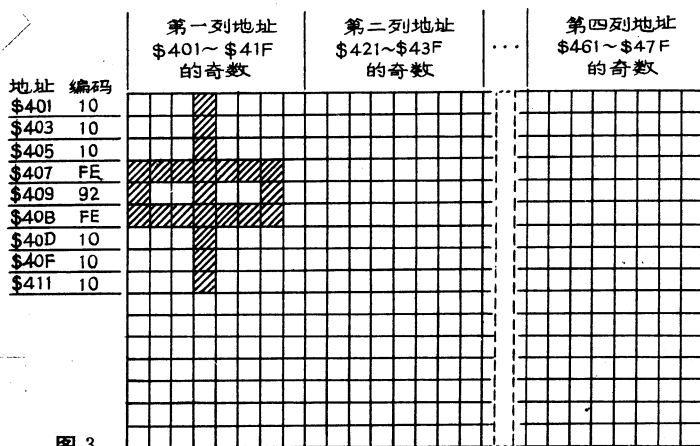 第一列地址
$401~$41F
的奇数
第二列地址
$421~$43F
的奇数
...
第四列地址
$461~$47F
的奇数
地址 编码
$401 10
$403 10
$405 10
$407 FE
$409 92
$40B FE
$40D 10
$40F 10
$411 10
图 3